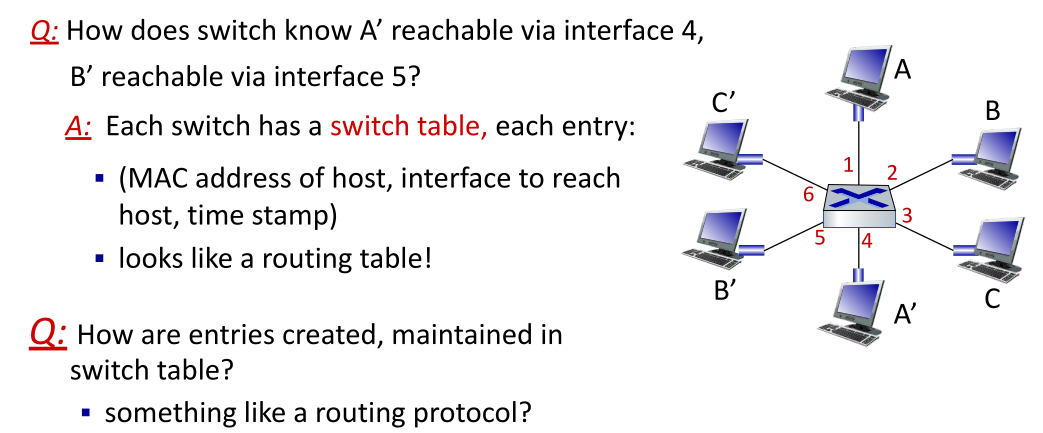 Q: How does switch know A’ reachable via interface 4,
B’ reachable via interface 5?
A: Each switch has a switch table, each entry:
▪ (MAC address of host, interface to reach
host, time stamp)
▪ looks like a routing table!
Q: How are entries created, maintained in
switch table?
▪ something like a routing protocol?
A
B
C
A’
B’
C’
1
2
3
4
5
6